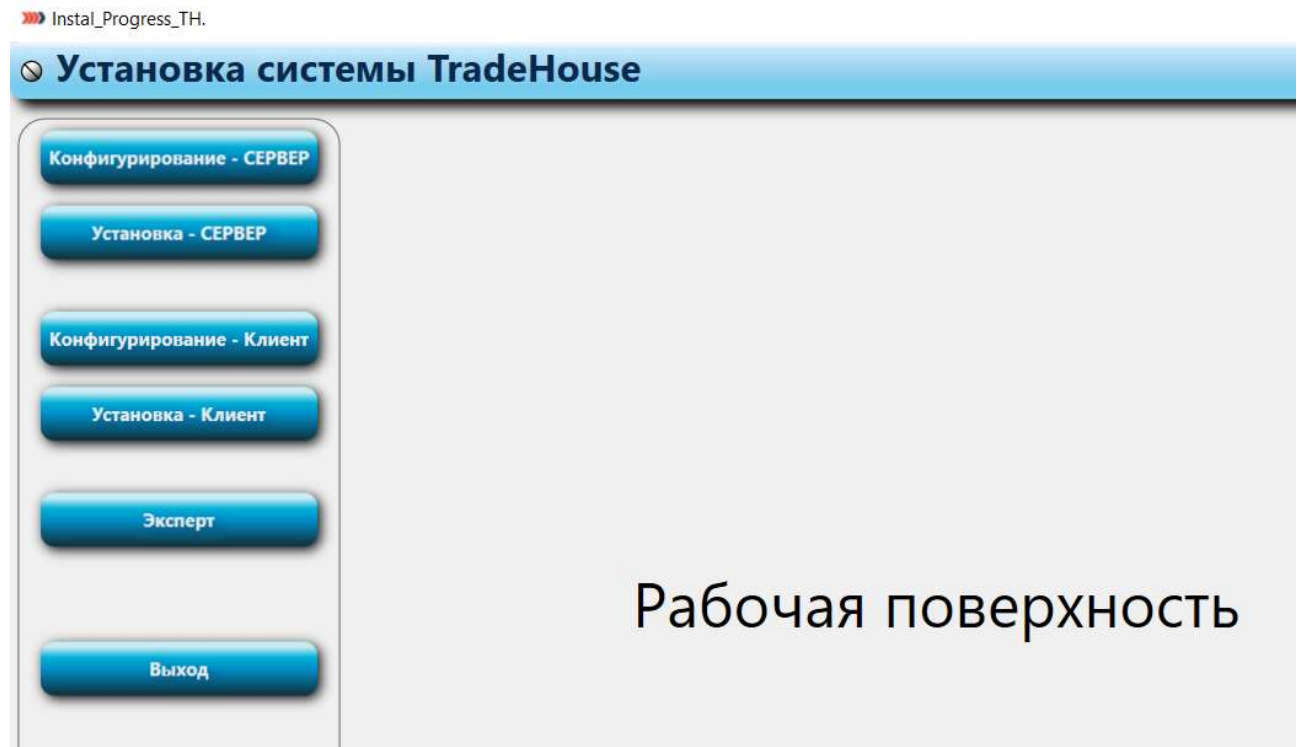 Instal_Progress_TH.
Установка системы TradeHouse
Конфигурирование - СЕРВЕР
Установка - СЕРВЕР
Конфигурирование - Клиент
Установка - Клиент
Эксперт
Рабочая поверхность
Выход